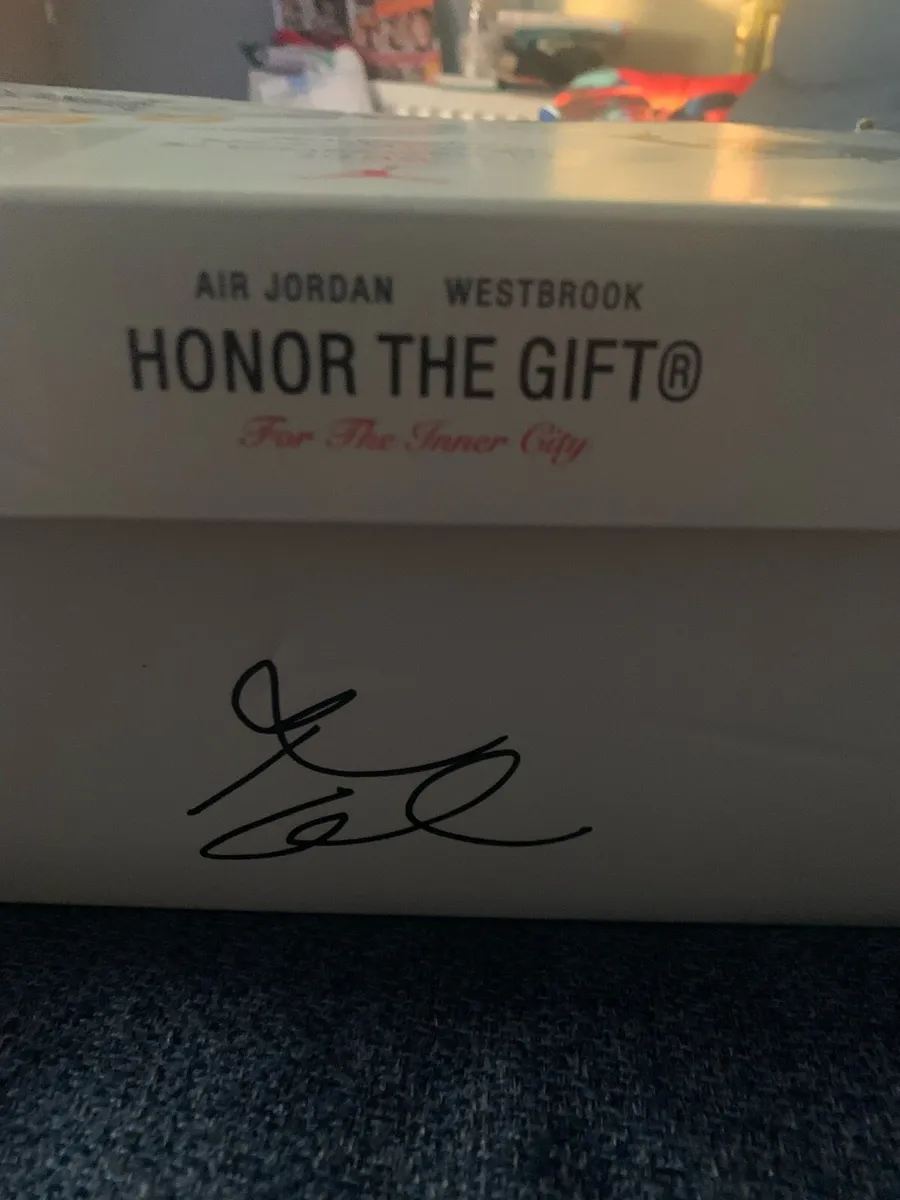 AIR JORDAN WESTBROOK
HONOR THE GIFT®
For The Inner City